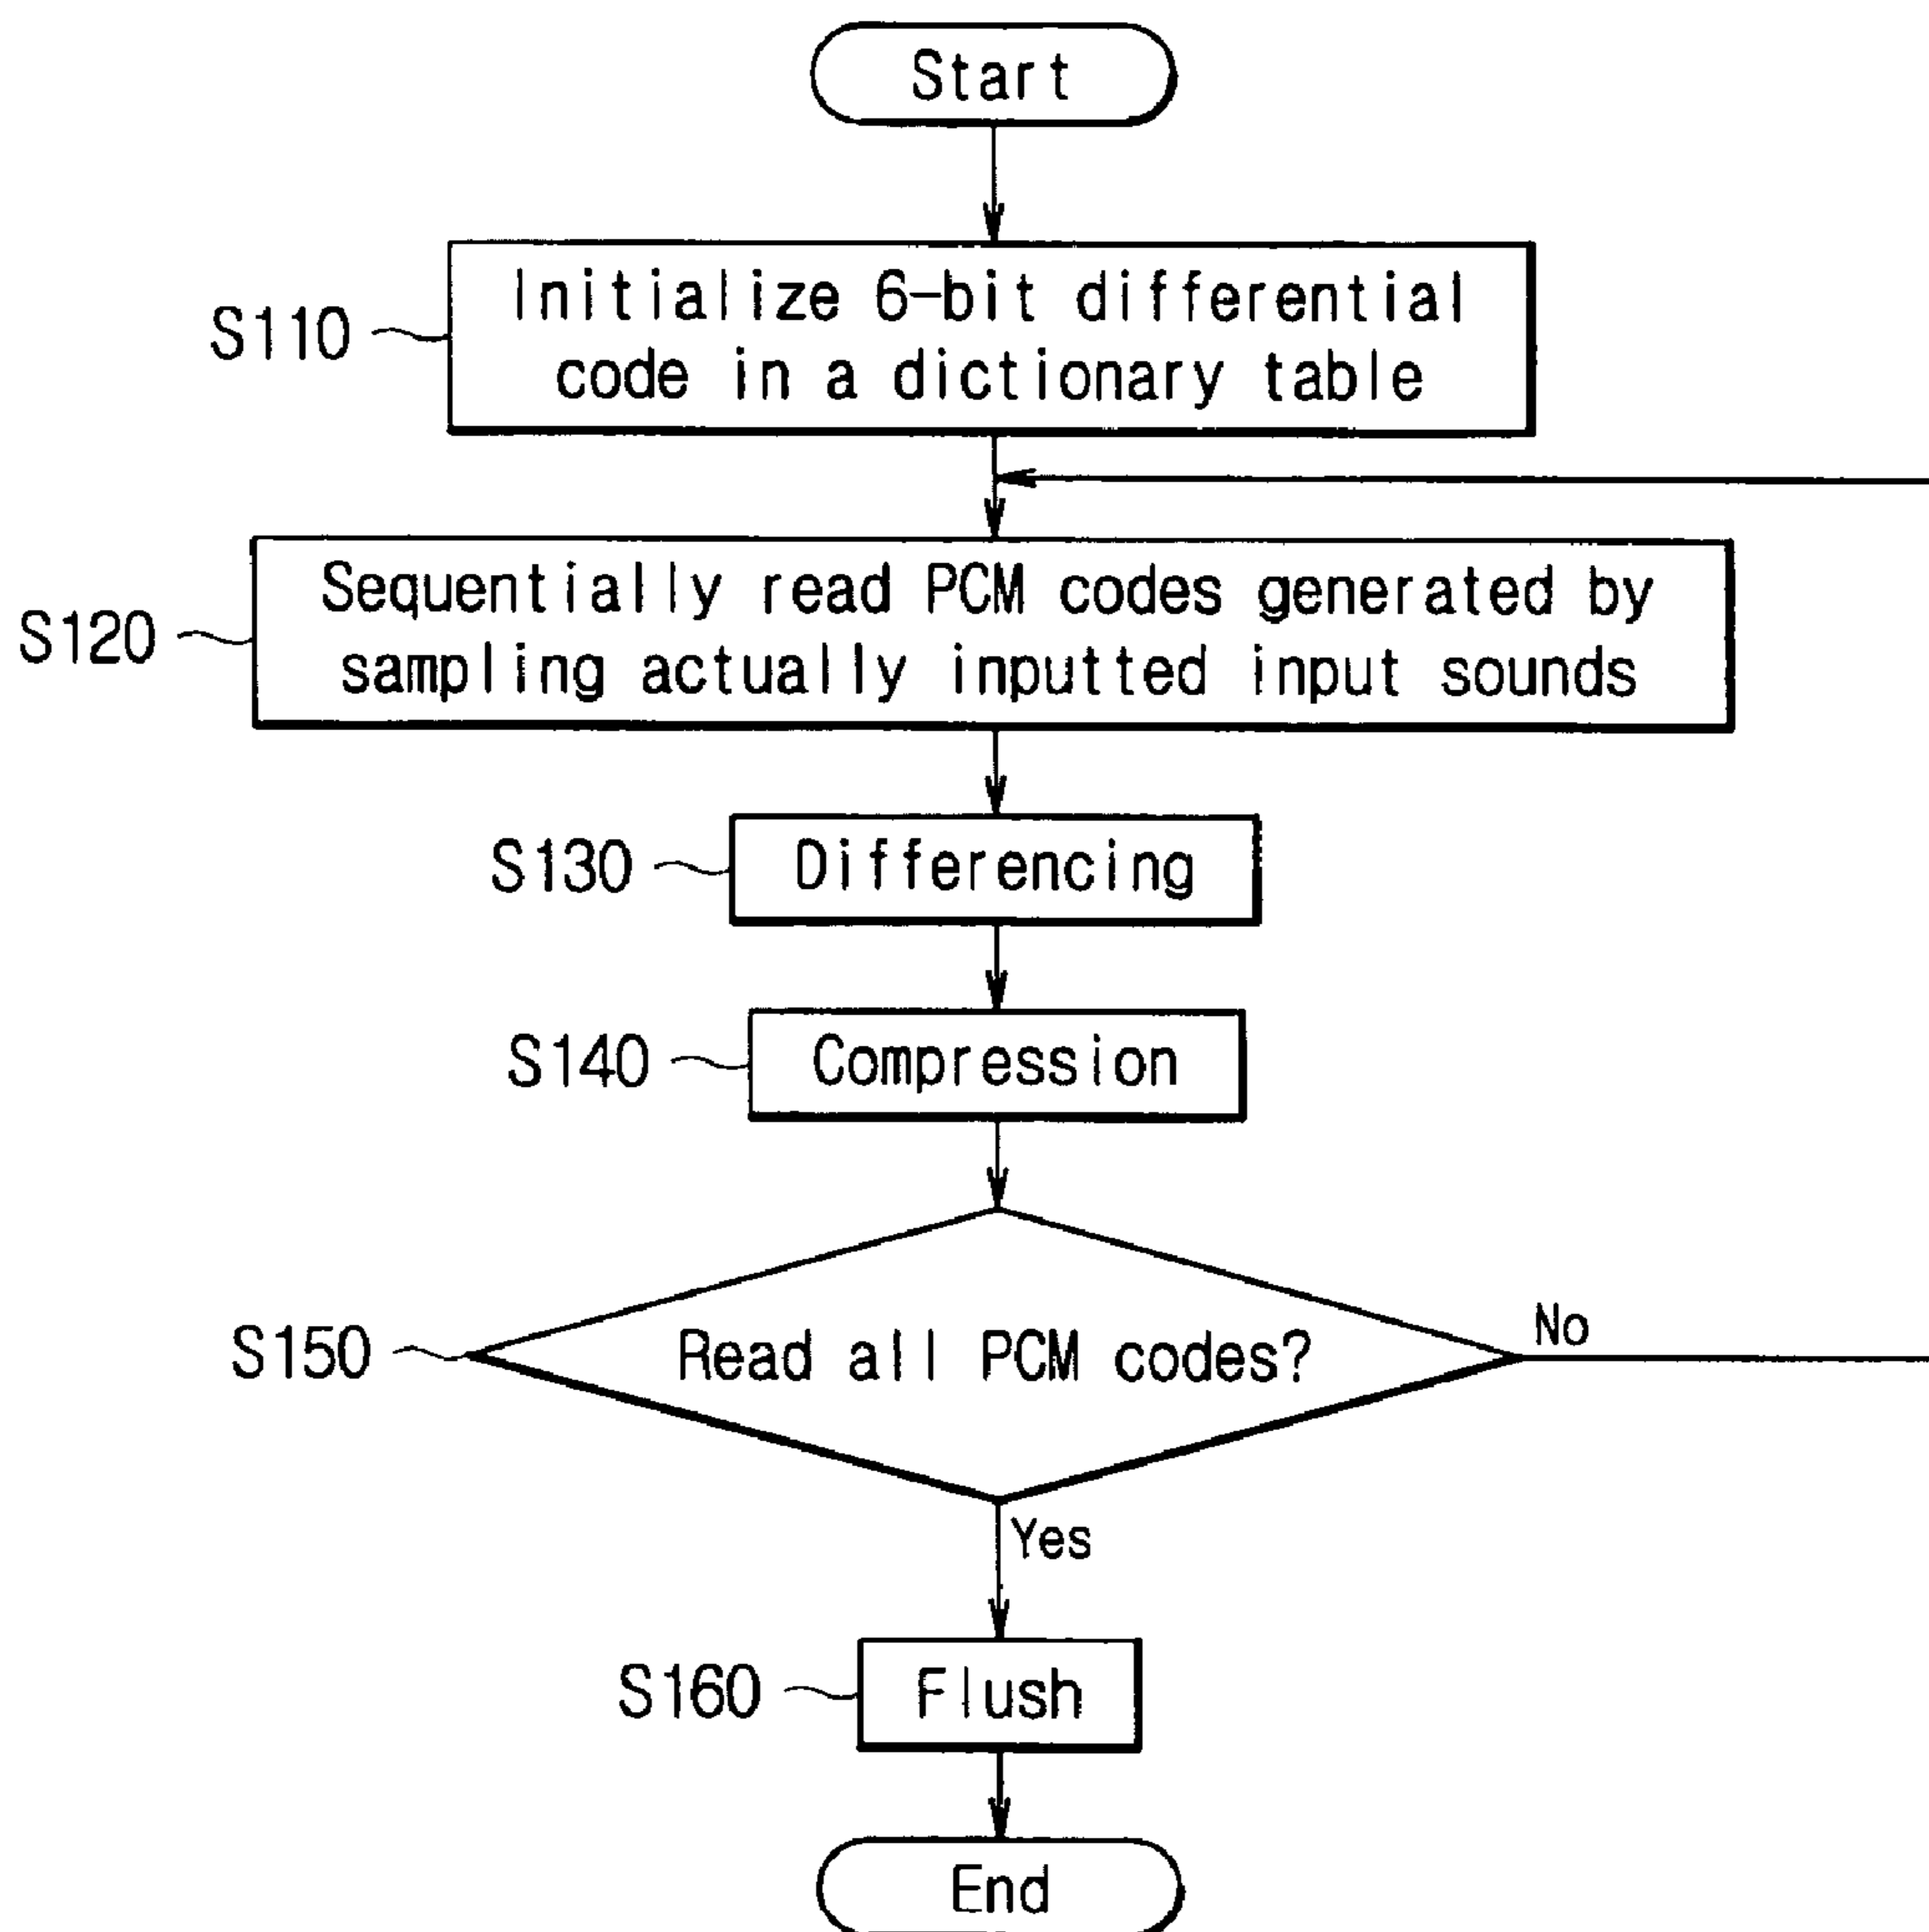 Start
S110
Initialize 6-bit differential
code in a dictionary table
S120
Sequentially read PCM codes generated by
sampling actually inputted input sounds
S130
Differencing
S140
Compression
S150
Read all PCM codes?
No
Yes
S160
Flush
End